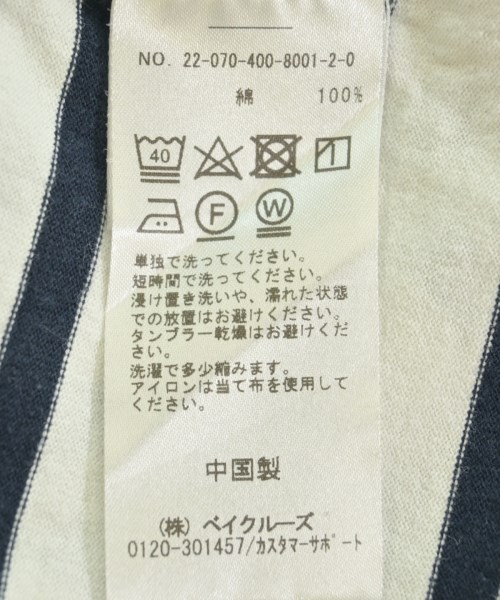 NO. 22-070-400-8001-2-0
綿 100%
40
F W
単独で洗ってください。
短時間で洗ってください。
浸け置き洗いや、濡れた状態
での放置はお避けください。
タンブラー乾燥はお避けくだ
さい。
洗濯で多少縮みます。
アイロンは当て布を使用して
ください。
中国製
(株) ベイクルーズ
0120-301457/カスタマーサポート